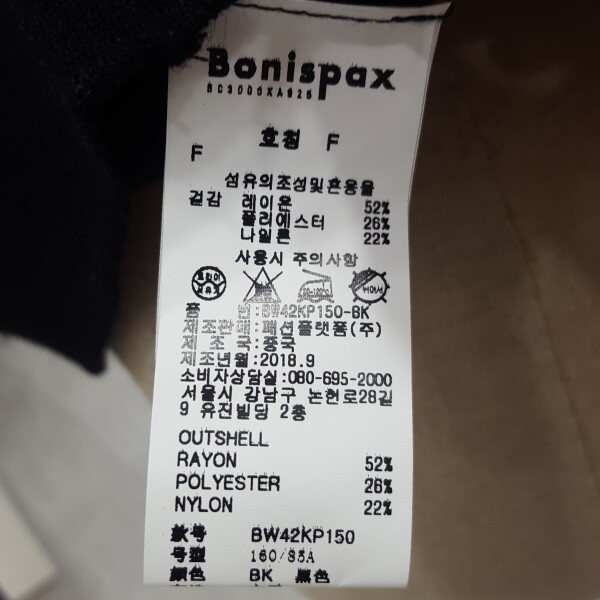 Bonispax
호칭 F
F
섬유의조성및혼용율
겉감 레이온 52%
폴리에스터 26%
나일론 22%
사용시 주의사항
품 번:BW42KP150-BK
제조판매:패션플랫폼(주)
제 조 국:중국
제조년월:2018.9
소비자상담실:080-695-2000
서울시 강남구 논현로28길
9 유진빌딩 2층
OUTSHELL
RAYON 52%
POLYESTER 26%
NYLON 22%
款号 BW42KP150
号型 160/85A
颜色 BK 黑色